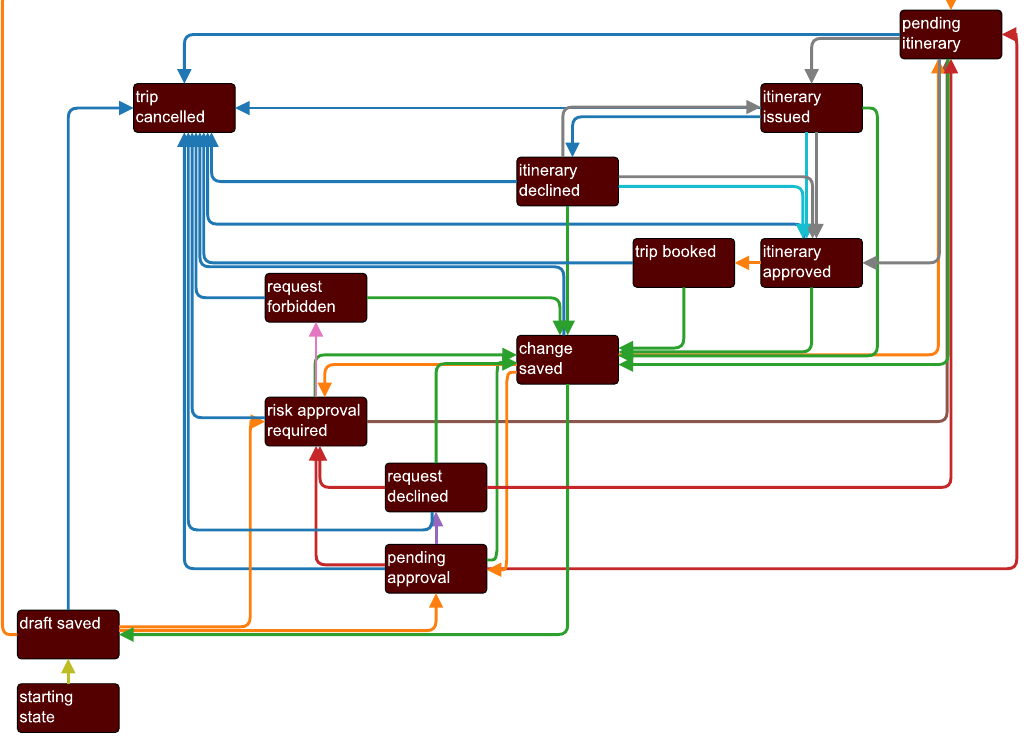 pending
itinerary
trip
cancelled
itinerary
issued
itinerary
declined
trip booked
itinerary
approved
request
forbidden
change
saved
risk approval
required
request
declined
pending
approval
draft saved
starting
state